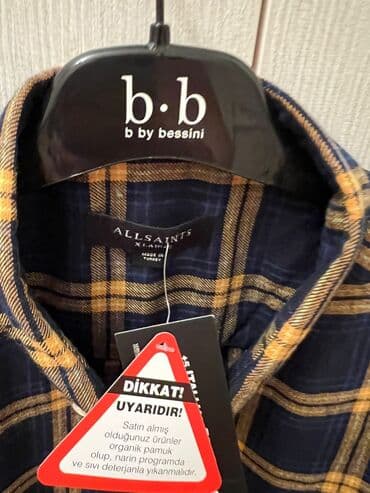 b·b
b by bessini
ALLSAINTS
X LARGE
MADE IN
TURKEY
DİKKAT!
UYARIDIR!
Satın almış
olduğunuz ürünler
organik pamuk
olup, narin programda
ve sıvı deterjanla yıkanmalıdır.